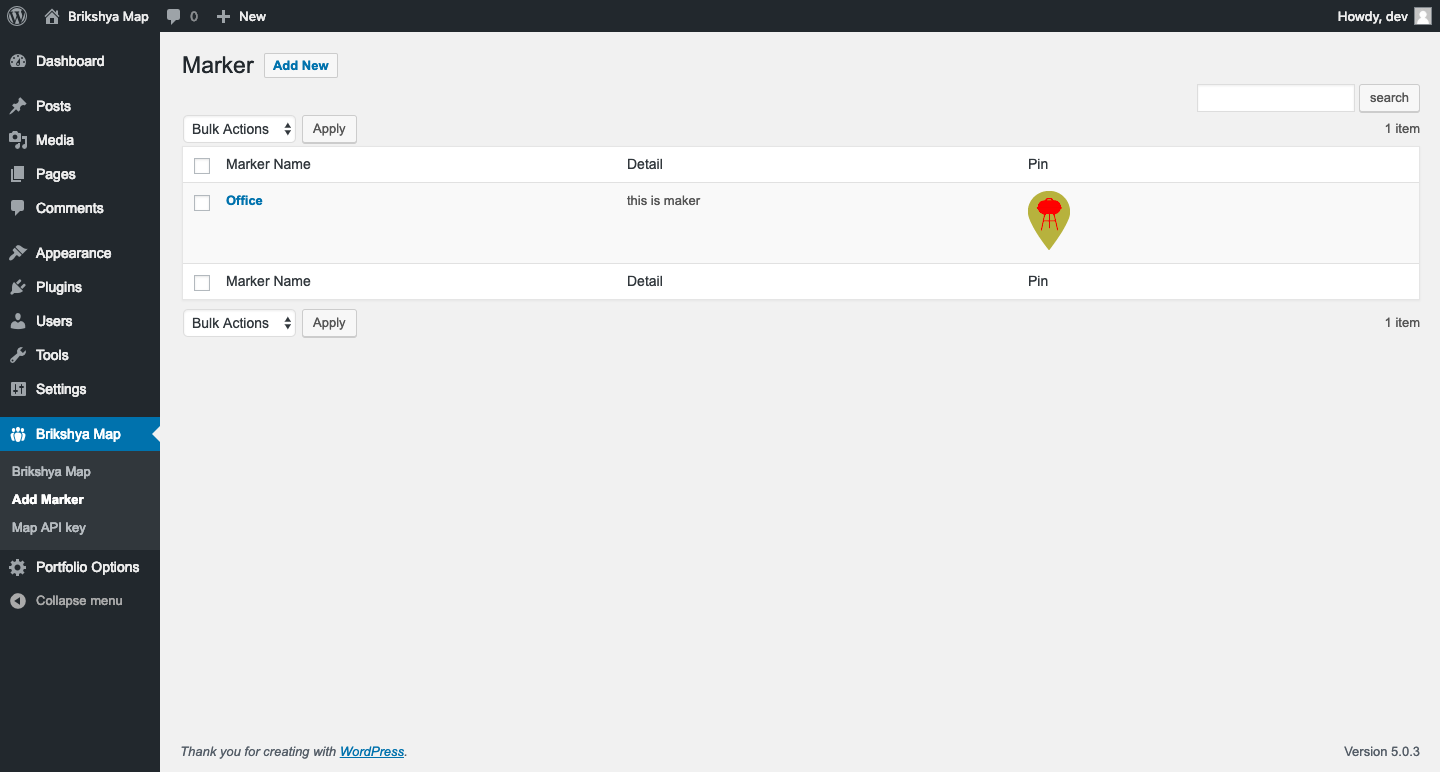 Brikshya Map 0 New Howdy, dev
Dashboard
Posts
Media
Pages
Comments
Appearance
Plugins
Users
Tools
Settings
Brikshya Map
Brikshya Map
Add Marker
Map API key
Portfolio Options
Collapse menu
Marker Add New
search
Bulk Actions Apply 1 item
Marker Name Detail Pin
Office this is maker
Marker Name Detail Pin
Bulk Actions Apply 1 item
Thank you for creating with WordPress. Version 5.0.3